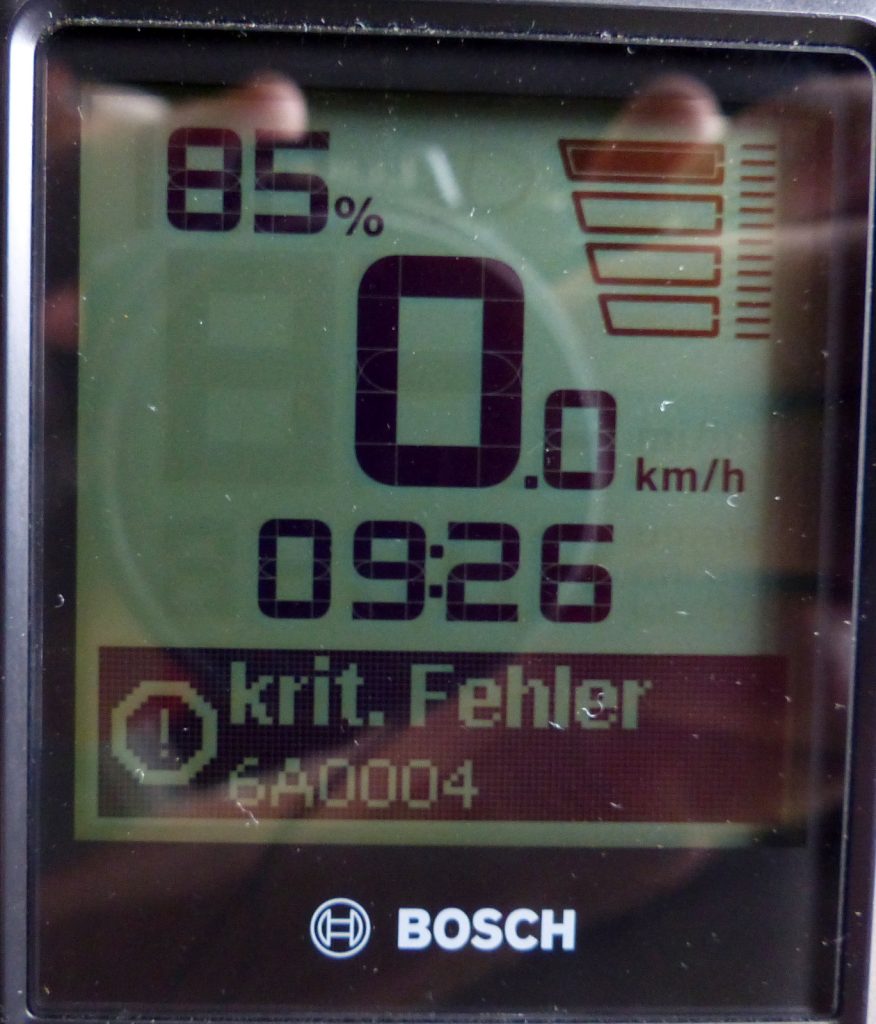 85%
0.0 km/h
09:26
krit. Fehler
6A0004
BOSCH